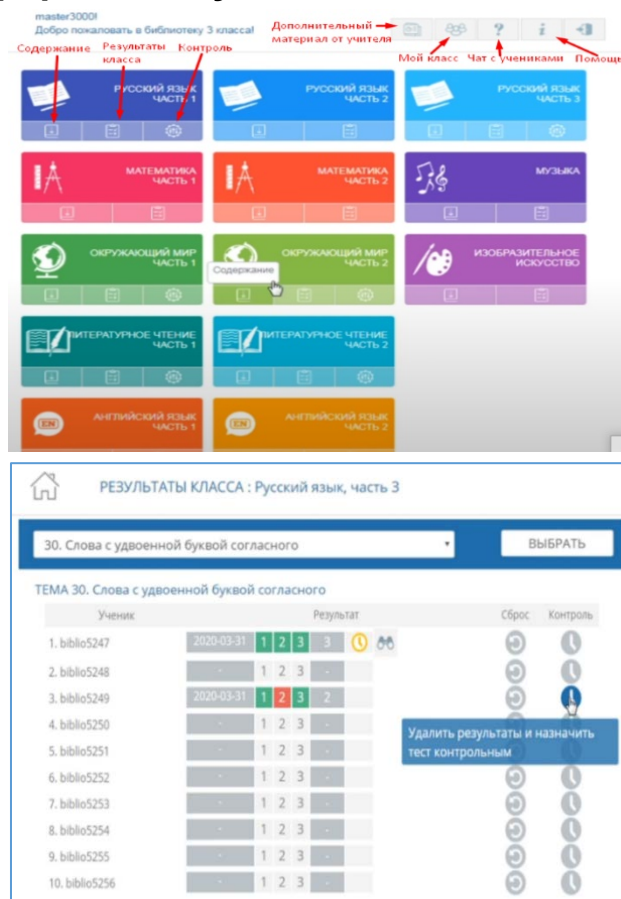 master3000!
Добро пожаловать в библиотеку 3 класса!
Дополнительный
материал от учителя
Содержание Результаты класса Контроль
Мой класс Чат с учениками Помощь
РУССКИЙ ЯЗЫК
ЧАСТЬ 1
РУССКИЙ ЯЗЫК
ЧАСТЬ 2
РУССКИЙ ЯЗЫК
ЧАСТЬ 3
МАТЕМАТИКА
ЧАСТЬ 1
МАТЕМАТИКА
ЧАСТЬ 2
МУЗЫКА
ОКРУЖАЮЩИЙ МИР
ЧАСТЬ 1
ОКРУЖАЮЩИЙ МИР
ЧАСТЬ 2
Содержание
ИЗОБРАЗИТЕЛЬНОЕ
ИСКУССТВО
ЛИТЕРАТУРНОЕ ЧТЕНИЕ
ЧАСТЬ 1
ЛИТЕРАТУРНОЕ ЧТЕНИЕ
ЧАСТЬ 2
EN
АНГЛИЙСКИЙ ЯЗЫК
ЧАСТЬ 1
EN
АНГЛИЙСКИЙ ЯЗЫК
ЧАСТЬ 2
РЕЗУЛЬТАТЫ КЛАССА : Русский язык, часть 3
30. Слова с удвоенной буквой согласного
ВЫБРАТЬ
ТЕМА 30. Слова с удвоенной буквой согласного
Ученик Результат Сброс Контроль
1. biblio5247 2020-03-31 1 2 3 3
2. biblio5248 - 1 2 3 -
3. biblio5249 2020-03-31 1 2 3 2
4. biblio5250 - 1 2 3 -
Удалить результаты и назначить
тест контрольным
5. biblio5251 - 1 2 3 -
6. biblio5252 - 1 2 3 -
7. biblio5253 - 1 2 3 -
8. biblio5254 - 1 2 3 -
9. biblio5255 - 1 2 3 -
10. biblio5256 - 1 2 3 -